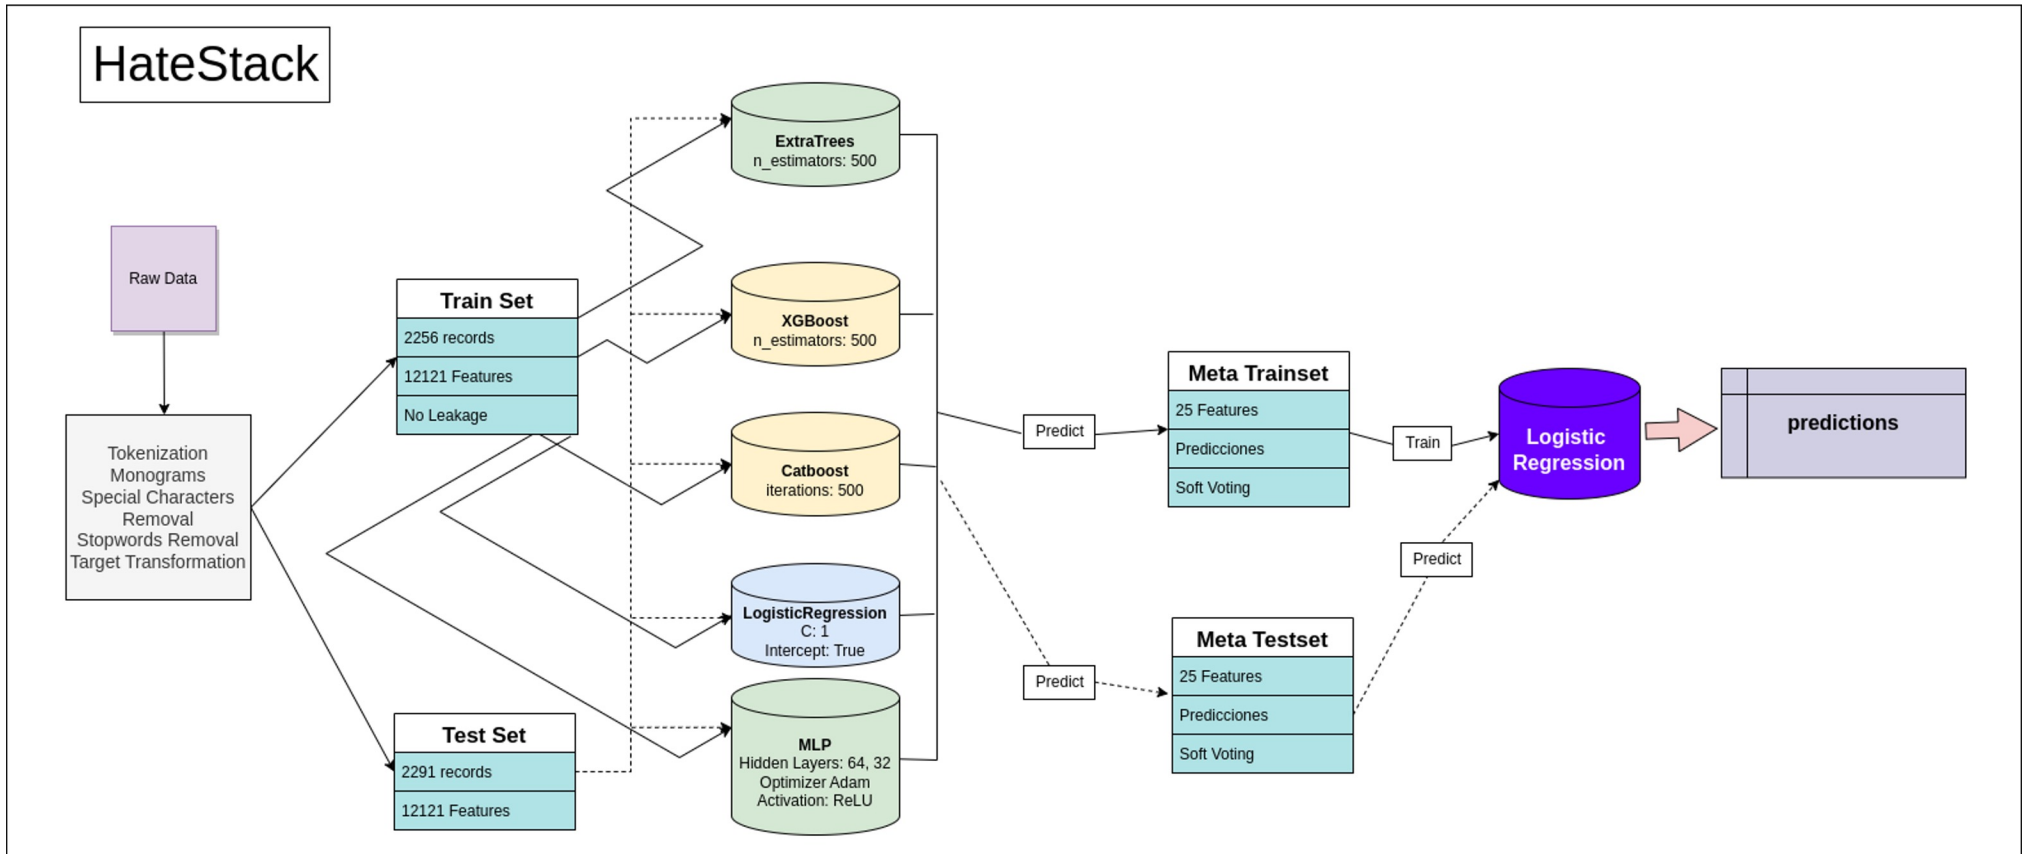 HateStack
Raw Data
Tokenization
Monograms
Special Characters
Removal
Stopwords Removal
Target Transformation
Train Set
2256 records
12121 Features
No Leakage
Test Set
2291 records
12121 Features
ExtraTrees
n_estimators: 500
XGBoost
n_estimators: 500
Catboost
iterations: 500
LogisticRegression
C: 1
Intercept: True
MLP
Hidden Layers: 64, 32
Optimizer Adam
Activation: ReLU
Predict
Predict
Meta Trainset
25 Features
Predicciones
Soft Voting
Meta Testset
25 Features
Predicciones
Soft Voting
Train
Predict
Logistic
Regression
predictions